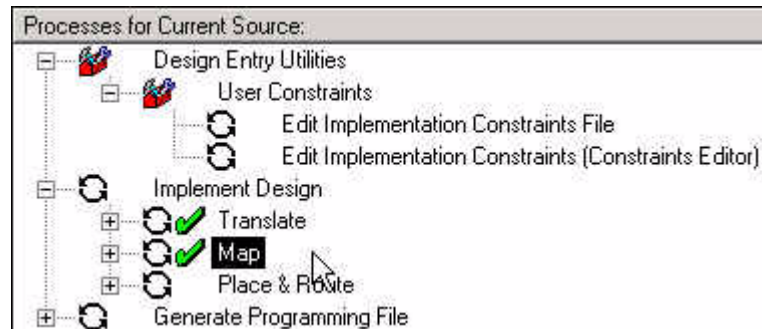 Processes for Current Source:
Design Entry Utilities
User Constraints
Edit Implementation Constraints File
Edit Implementation Constraints (Constraints Editor)
Implement Design
Translate
Map
Place & Route
Generate Programming File